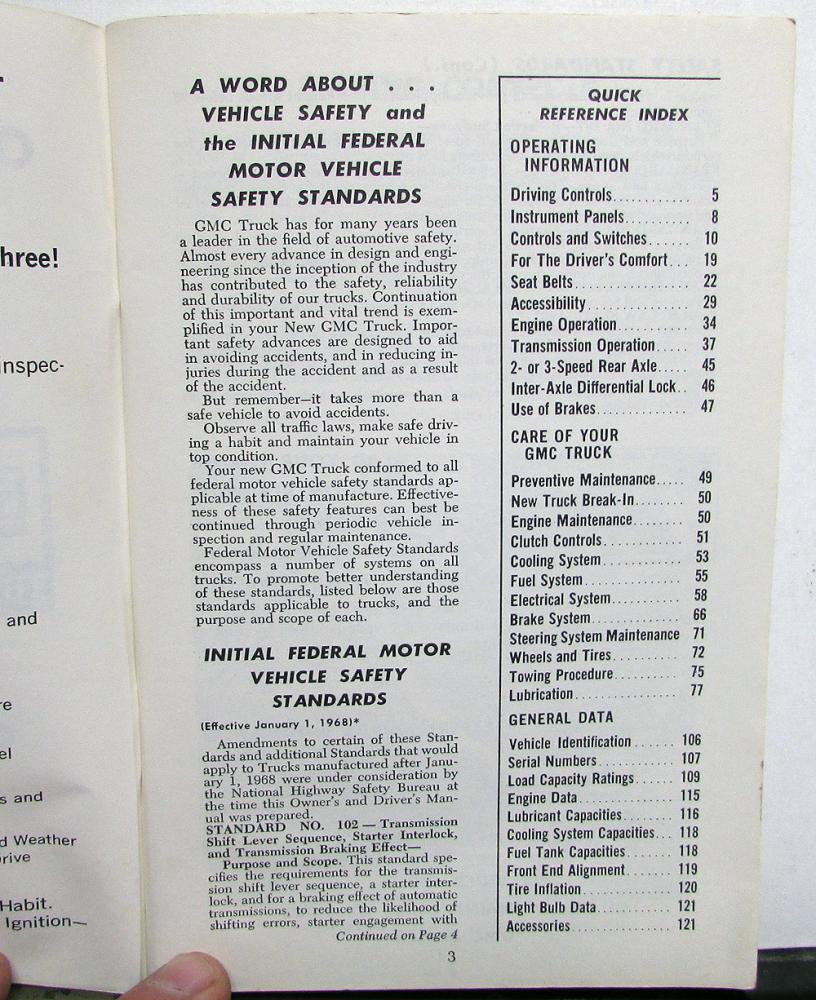 hree!
inspec-
and
re
el
s and
d Weather
Drive
Habit.
Ignition—
A WORD ABOUT . . .
VEHICLE SAFETY and
the INITIAL FEDERAL
MOTOR VEHICLE
SAFETY STANDARDS
GMC Truck has for many years been
a leader in the field of automotive safety.
Almost every advance in design and engi-
neering since the inception of the industry
has contributed to the safety, reliability
and durability of our trucks. Continuation
of this important and vital trend is exem-
plified in your New GMC Truck. Impor-
tant safety advances are designed to aid
in avoiding accidents, and in reducing in-
juries during the accident and as a result
of the accident.
But remember—it takes more than a
safe vehicle to avoid accidents.
Observe all traffic laws, make safe driv-
ing a habit and maintain your vehicle in
top condition.
Your new GMC Truck conformed to all
federal motor vehicle safety standards ap-
plicable at time of manufacture. Effective-
ness of these safety features can best be
continued through periodic vehicle in-
spection and regular maintenance.
Federal Motor Vehicle Safety Standards
encompass a number of systems on all
trucks. To promote better understanding
of these standards, listed below are those
standards applicable to trucks, and the
purpose and scope of each.
INITIAL FEDERAL MOTOR
VEHICLE SAFETY
STANDARDS
(Effective January 1, 1968)*
Amendments to certain of these Stan-
dards and additional Standards that would
apply to Trucks manufactured after Janu-
ary 1, 1968 were under consideration by
the National Highway Safety Bureau at
the time this Owner's and Driver's Man-
ual was prepared.
STANDARD NO. 102 — Transmission
Shift Lever Sequence, Starter Interlock,
and Transmission Braking Effect—
Purpose and Scope. This standard spe-
cifies the requirements for the transmis-
sion shift lever sequence, a starter inter-
lock, and for a braking effect of automatic
transmissions, to reduce the likelihood of
shifting errors, starter engagement with
Continued on Page 4
QUICK
REFERENCE INDEX
OPERATING
INFORMATION
Driving Controls............ 5
Instrument Panels.......... 8
Controls and Switches...... 10
For The Driver's Comfort... 19
Seat Belts................. 22
Accessibility............... 29
Engine Operation........... 34
Transmission Operation..... 37
2- or 3-Speed Rear Axle..... 45
Inter-Axle Differential Lock.. 46
Use of Brakes.............. 47
CARE OF YOUR
GMC TRUCK
Preventive Maintenance..... 49
New Truck Break-In........ 50
Engine Maintenance........ 50
Clutch Controls............ 51
Cooling System............. 53
Fuel System............... 55
Electrical System........... 58
Brake System.............. 66
Steering System Maintenance 71
Wheels and Tires.......... 72
Towing Procedure.......... 75
Lubrication................ 77
GENERAL DATA
Vehicle Identification...... 106
Serial Numbers............ 107
Load Capacity Ratings...... 109
Engine Data............... 115
Lubricant Capacities........ 116
Cooling System Capacities... 118
Fuel Tank Capacities....... 118
Front End Alignment........ 119
Tire Inflation.............. 120
Light Bulb Data............ 121
Accessories................ 121
3